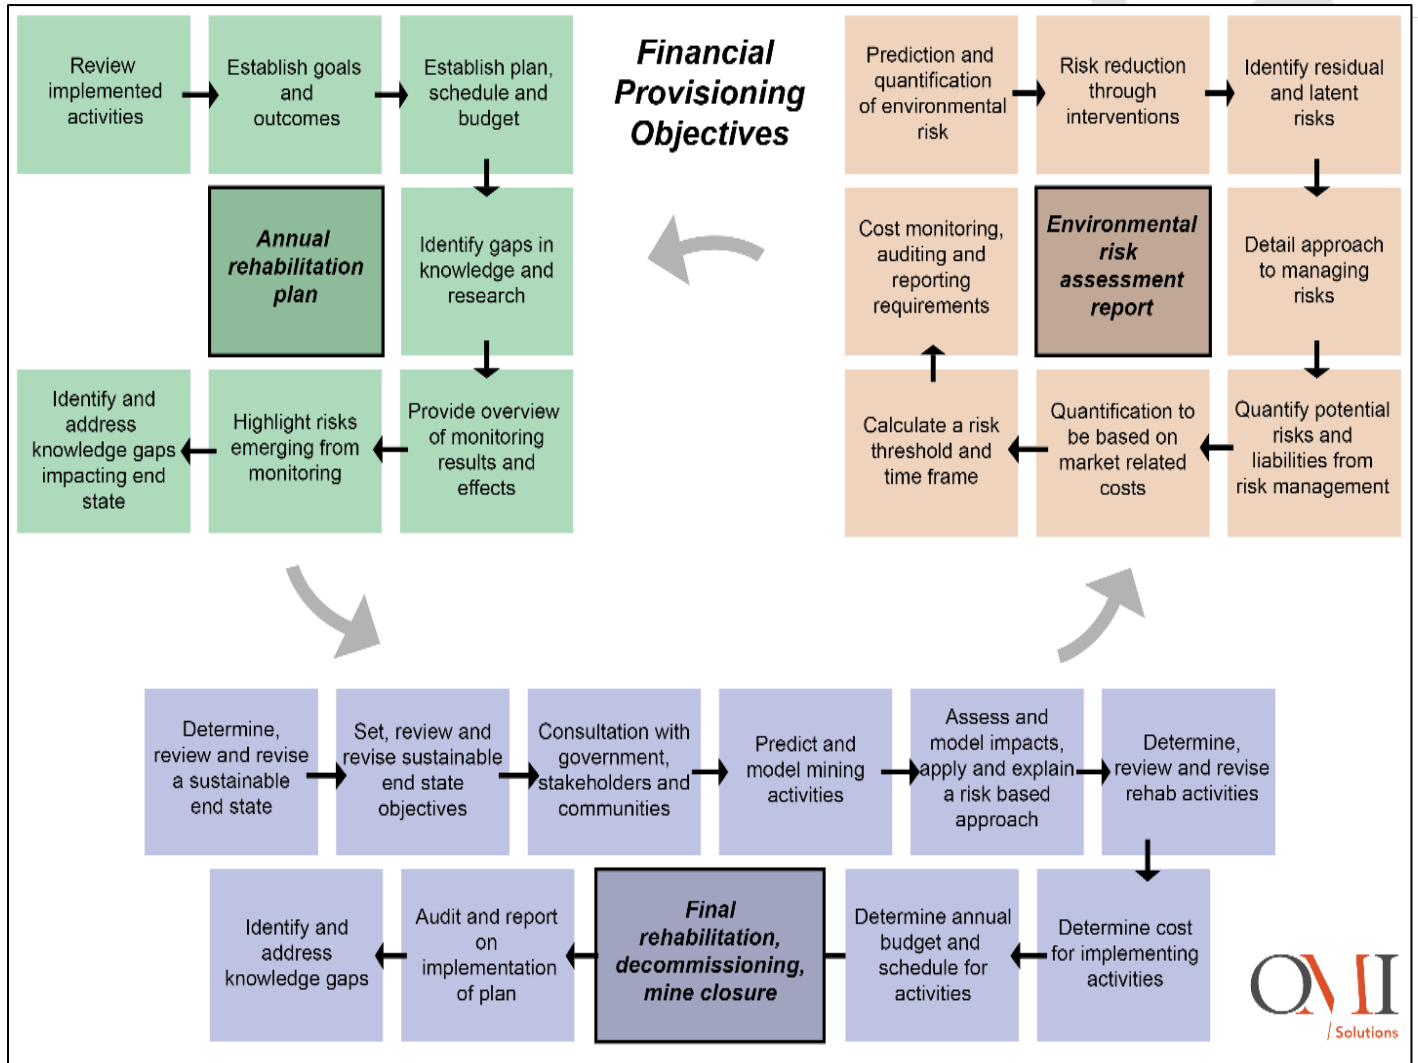 Financial
Provisioning
Objectives
Review
implemented
activities
Establish goals
and
outcomes
Establish plan,
schedule and
budget
Annual
rehabilitation
plan
Identify gaps in
knowledge and
research
Provide overview
of monitoring
results and
effects
Highlight risks
emerging from
monitoring
Identify and
address
knowledge gaps
impacting end
state
Prediction and
quantification
of environmental
risk
Risk reduction
through
interventions
Identify residual
and latent
risks
Cost monitoring,
auditing and
reporting
requirements
Environmental
risk
assessment
report
Detail approach
to managing
risks
Calculate a risk
threshold and
time frame
Quantification to
be based on
market related
costs
Quantify potential
risks and
liabilities from
risk management
Determine,
review and revise
a sustainable
end state
Set, review and
revise sustainable
end state
objectives
Consultation with
government,
stakeholders and
communities
Predict and
model mining
activities
Assess and
model impacts,
apply and explain
a risk based
approach
Determine,
review and revise
rehab activities
Identify and
address
knowledge gaps
Audit and report
on
implementation
of plan
Final
rehabilitation,
decommissioning,
mine closure
Determine annual
budget and
schedule for
activities
Determine cost
for implementing
activities
OMI
Solutions